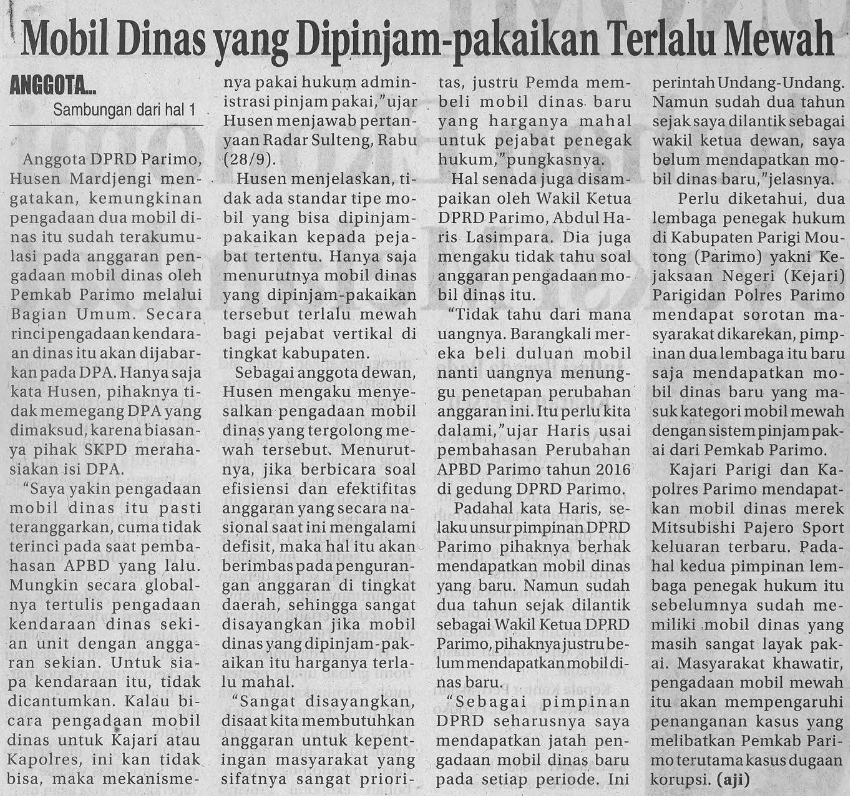 Mobil Dinas yang Dipinjam-pakaikan Terlalu Mewah
ANGGOTA...
Sambungan dari hal 1
Anggota DPRD Parimo,
Husen Mardjengi men-
gatakan, kemungkinan
pengadaan dua mobil di-
nas itu sudah terakumu-
lasi pada anggaran pen-
gadaan mobil dinas oleh
Pemkab Parimo melalui
Bagian Umum. Secara
rinci pengadaan kendara-
an dinas itu akan dijabar-
kan pada DPA. Hanya saja
kata Husen, pihaknya ti-
dak memegang DPA yang
dimaksud, karena biasan-
ya pihak SKPD meraha-
siakan isi DPA.
"Saya yakin pengadaan
mobil dinas itu pasti
teranggarkan, cuma tidak
terinci pada saat pemba-
hasan APBD yang lalu.
Mungkin secara global-
nya tertulis pengadaan
kendaraan dinas seki-
an unit dengan angga-
ran sekian. Untuk sia-
pa kendaraan itu, tidak
dicantumkan. Kalau bi-
cara pengadaan mobil
dinas untuk Kajari atau
Kapolres, ini kan tidak
bisa, maka mekanisme-
nya pakai hukum admin-
istrasi pinjam pakai,"ujar
Husen menjawab pertan-
yaan Radar Sulteng, Rabu
(28/9).
Husen menjelaskan, ti-
dak ada standar tipe mo-
bil yang bisa dipinjam-
pakaikan kepada peja-
bat tertentu. Hanya saja
menurutnya mobil dinas
yang dipinjam-pakaikan
tersebut terlalu mewah
bagi pejabat vertikal di
tingkat kabupaten.
Sebagai anggota dewan,
Husen mengaku menye-
salkan pengadaan mobil
dinas yang tergolong me-
wah tersebut. Menurut-
nya, jika berbicara soal
efisiensi dan efektifitas
anggaran yang secara na-
sional saat ini mengalami
defisit, maka hal itu akan
berimbas pada penguran-
gan anggaran di tingkat
daerah, sehingga sangat
disayangkan jika mobil
dinas yang dipinjam-pak-
aikan itu harganya terla-
lu mahal.
"Sangat disayangkan,
disaat kita membutuhkan
anggaran untuk kepent-
ingan masyarakat yang
sifatnya sangat priori-
tas, justru Pemda mem-
beli mobil dinas baru
yang harganya mahal
untuk pejabat penegak
hukum,"pungkasnya.
Hal senada juga disam-
paikan oleh Wakil Ketua
DPRD Parimo, Abdul Ha-
ris Lasimpara. Dia juga
mengaku tidak tahu soal
anggaran pengadaan mo-
bil dinas itu.
"Tidak tahu dari mana
uangnya. Barangkali mer-
eka beli duluan mobil
nanti uangnya menung-
gu penetapan perubahan
anggaran ini. Itu perlu kita
dalami,"ujar Haris usai
pembahasan Perubahan
APBD Parimo tahun 2016
di gedung DPRD Parimo.
Padahal kata Haris, se-
laku unsur pimpinan DPRD
Parimo pihaknya berhak
mendapatkan mobil dinas
yang baru. Namun sudah
dua tahun sejak dilantik
sebagai Wakil Ketua DPRD
Parimo, pihaknya justru be-
lum mendapatkan mobil di-
nas baru.
"Sebagai pimpinan
DPRD seharusnya saya
mendapatkan jatah pen-
gadaan mobil dinas baru
pada setiap periode. Ini
perintah Undang-Undang.
Namun sudah dua tahun
sejak saya dilantik sebagai
wakil ketua dewan, saya
belum mendapatkan mo-
bil dinas baru,"jelasnya.
Perlu diketahui, dua
lembaga penegak hukum
di Kabupaten Parigi Mou-
tong (Parimo) yakni Ke-
jaksaan Negeri (Kejari)
Parigidan Polres Parimo
mendapat sorotan ma-
syarakat dikarekan, pimp-
inan dua lembaga itu baru
saja mendapatkan mobil
dinas baru yang ma-
suk kategori mobil mewah
dengan sistem pinjam pak-
ai dari Pemkab Parimo.
Kajari Parigi dan Ka-
polres Parimo mendapat-
kan mobil dinas merek
Mitsubishi Pajero Sport
keluaran terbaru. Pada-
hal kedua pimpinan lem-
baga penegak hukum itu
sebelumnya sudah me-
miliki mobil dinas yang
masih sangat layak pak-
ai. Masyarakat khawatir,
pengadaan mobil mewah
itu akan mempengaruhi
penanganan kasus yang
melibatkan Pemkab Pari-
mo terutama kasus dugaan
korupsi. (aji)